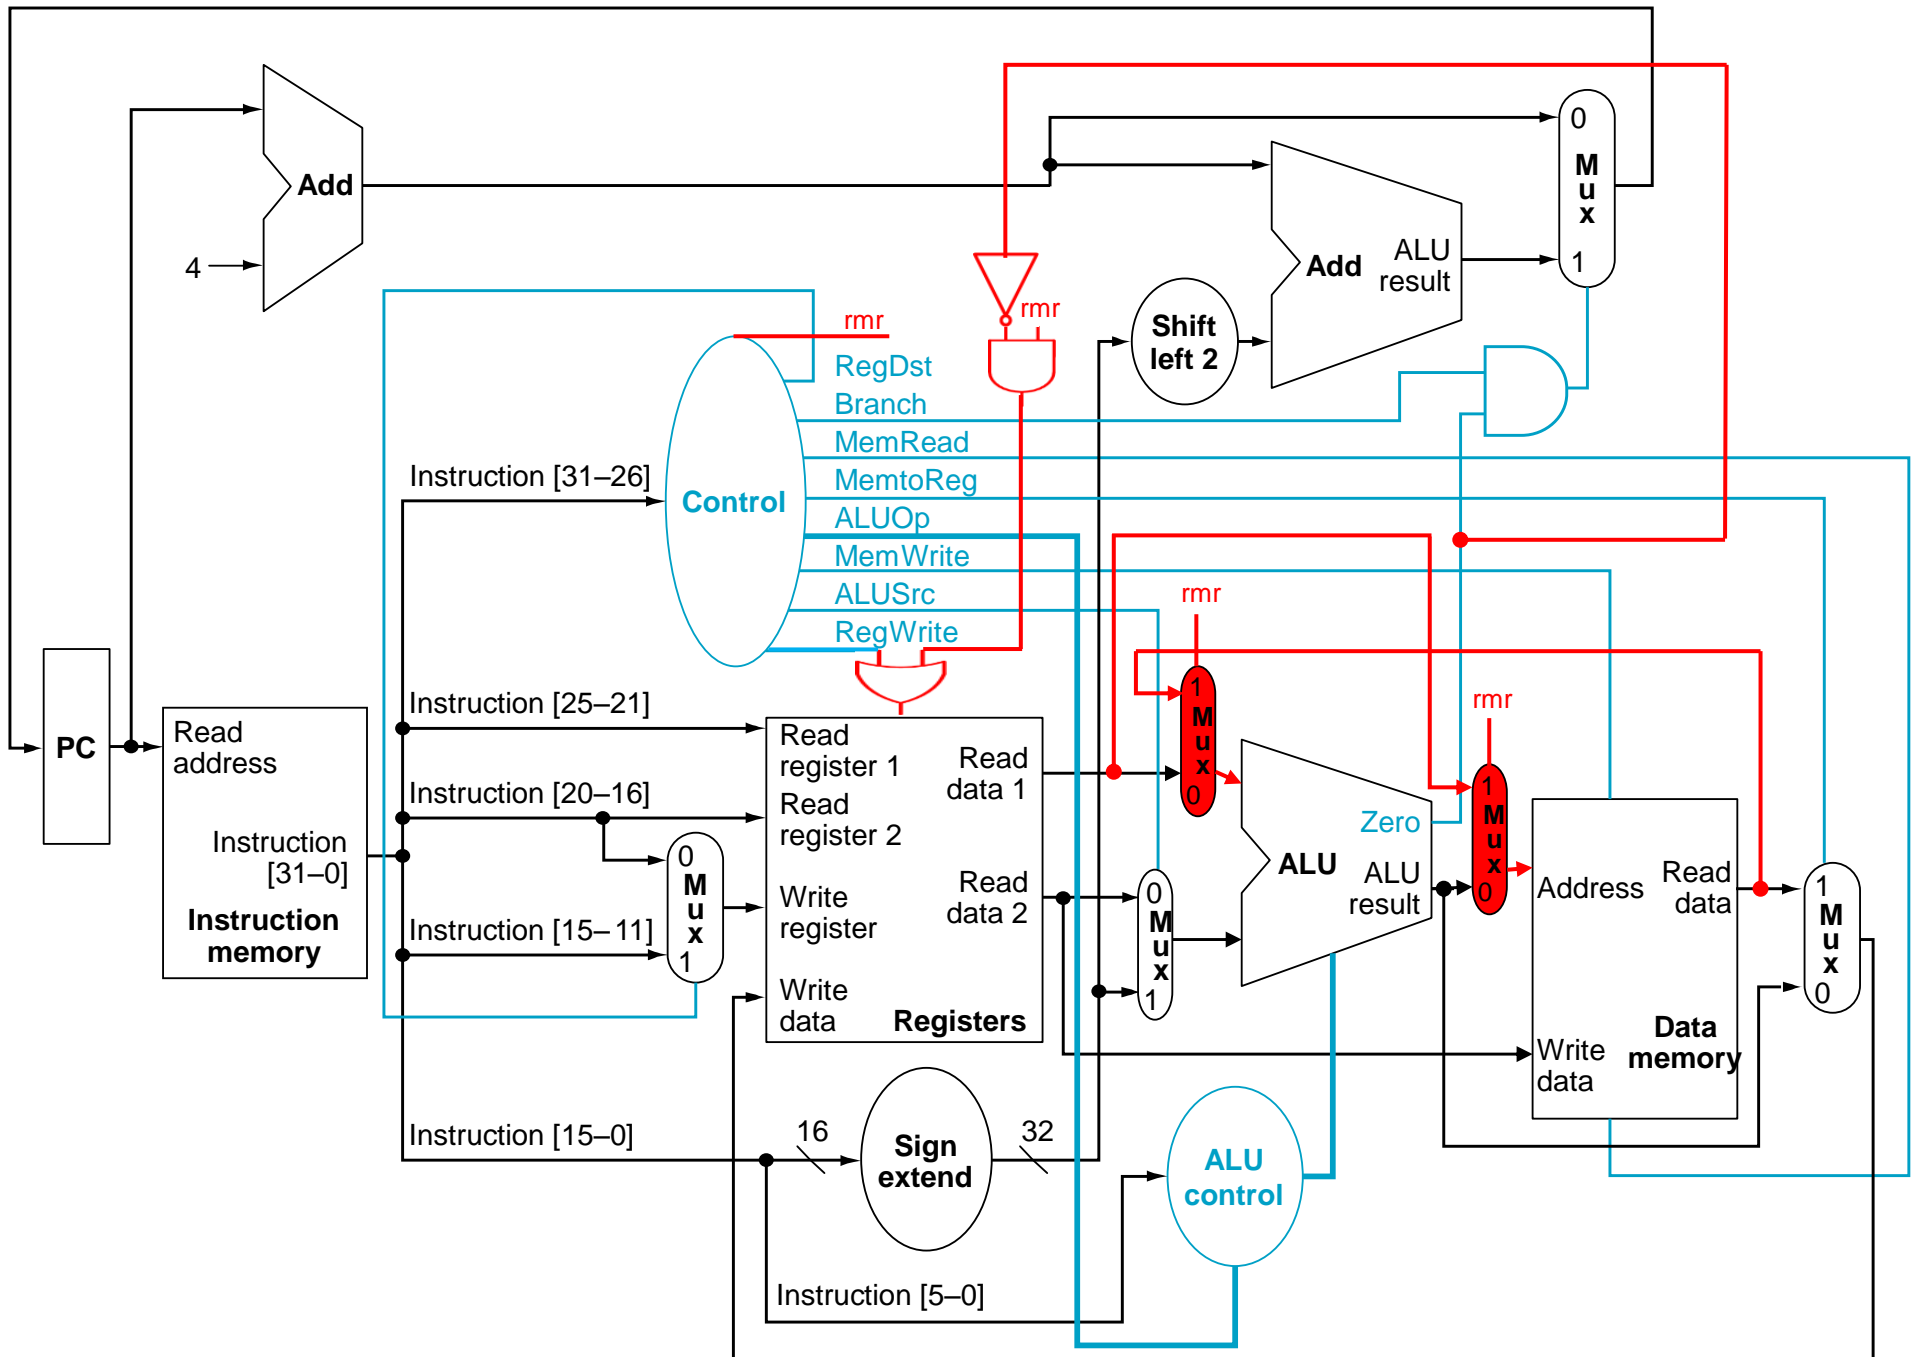 Add
4
Add
ALU
result
0
M
u
x
1
rmr
Shift
left 2
rmr
RegDst
Branch
MemRead
MemtoReg
ALUOp
MemWrite
ALUSrc
RegWrite
Control
Instruction [31–26]
Instruction [25–21]
Instruction [20–16]
Instruction [15–11]
Instruction [15–0]
PC
Read
address
Instruction
[31–0]
Instruction
memory
0
M
u
x
1
Read
register 1
Read
register 2
Write
register
Write
data
Read
data 1
Read
data 2
Registers
rmr
1
M
u
x
0
0
M
u
x
1
Zero
ALU
ALU
result
rmr
1
M
u
x
0
Address
Read
data
Write
data
Data
memory
1
M
u
x
0
16
Sign
extend
32
ALU
control
Instruction [5–0]